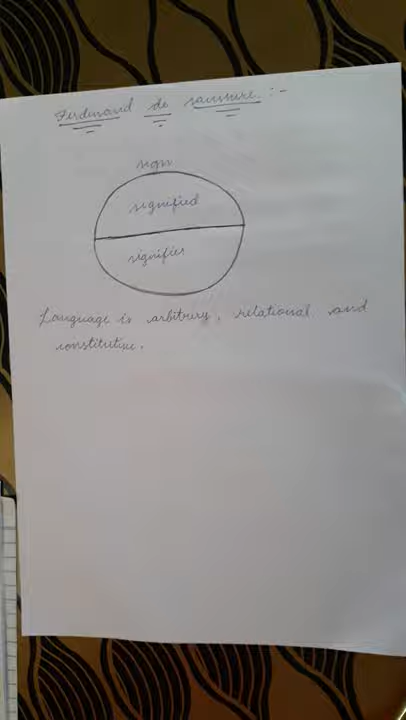 Ferdinand de saussure :-
sign
signified
signifier
Language is arbitrary, relational and
constitutive.